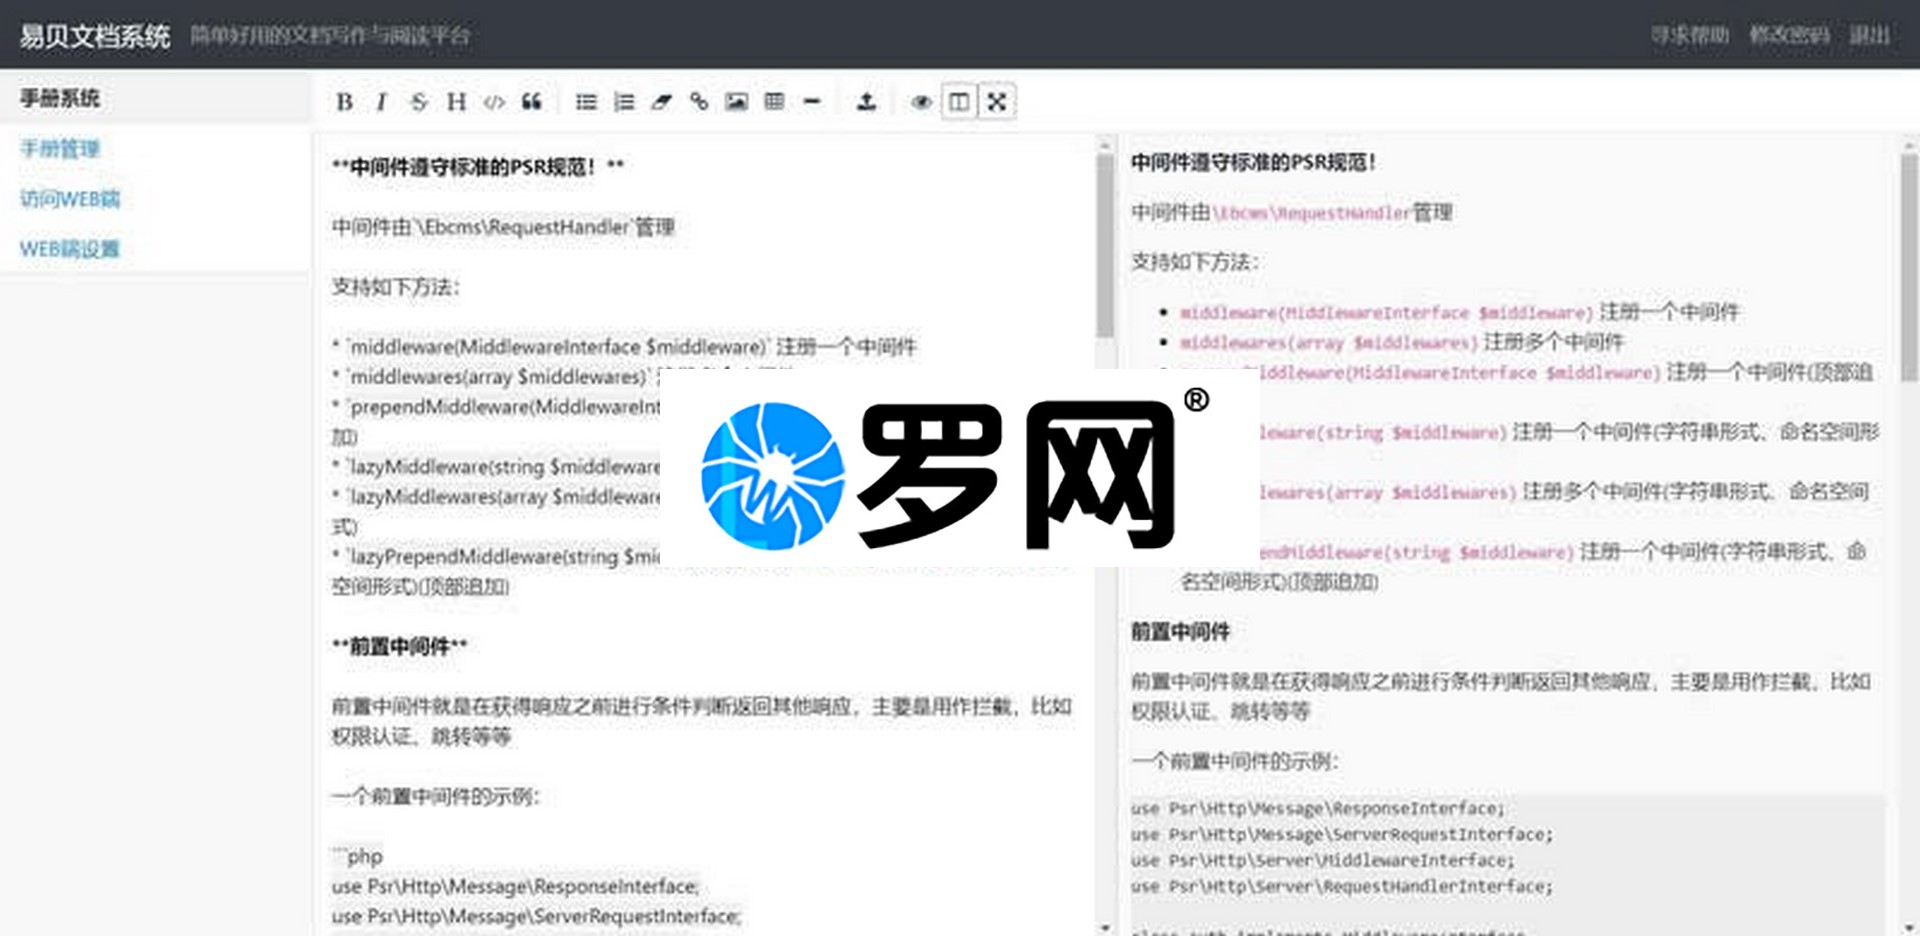 易贝文档系统 简单好用的文档写作与阅读平台 寻求帮助 修改密码 退出
手册系统
手册管理
访问WEB端
WEB端设置
B I S H
**中间件遵守标准的PSR规范！**
中间件由`\Ebcms\RequestHandler`管理
支持如下方法：
* `middleware(MiddlewareInterface $middleware)` 注册一个中间件
* `middlewares(array $middlewares)`
* `prependMiddleware(MiddlewareInt
加)
* `lazyMiddleware(string $middleware
* `lazyMiddlewares(array $middleware
式)
* `lazyPrependMiddleware(string $mi
空间形式)(顶部追加)
**前置中间件**
前置中间件就是在获得响应之前进行条件判断返回其他响应，主要是用作拦截，比如
权限认证、跳转等等
一个前置中间件的示例：
```php
use Psr\Http\Message\ResponseInterface;
use Psr\Http\Message\ServerRequestInterface;
中间件遵守标准的PSR规范！
中间件由\Ebcms\RequestHandler管理
支持如下方法：
middleware(MiddlewareInterface $middleware) 注册一个中间件
middlewares(array $middlewares) 注册多个中间件
iddleware(MiddlewareInterface $middleware) 注册一个中间件(顶部追
leware(string $middleware) 注册一个中间件(字符串形式、命名空间形
lewares(array $middlewares) 注册多个中间件(字符串形式、命名空间
endMiddleware(string $middleware) 注册一个中间件(字符串形式、命
名空间形式)(顶部追加)
前置中间件
前置中间件就是在获得响应之前进行条件判断返回其他响应，主要是用作拦截，比如
权限认证、跳转等等
一个前置中间件的示例：
use Psr\Http\Message\ResponseInterface;
use Psr\Http\Message\ServerRequestInterface;
use Psr\Http\Server\MiddlewareInterface;
use Psr\Http\Server\RequestHandlerInterface;
罗网®